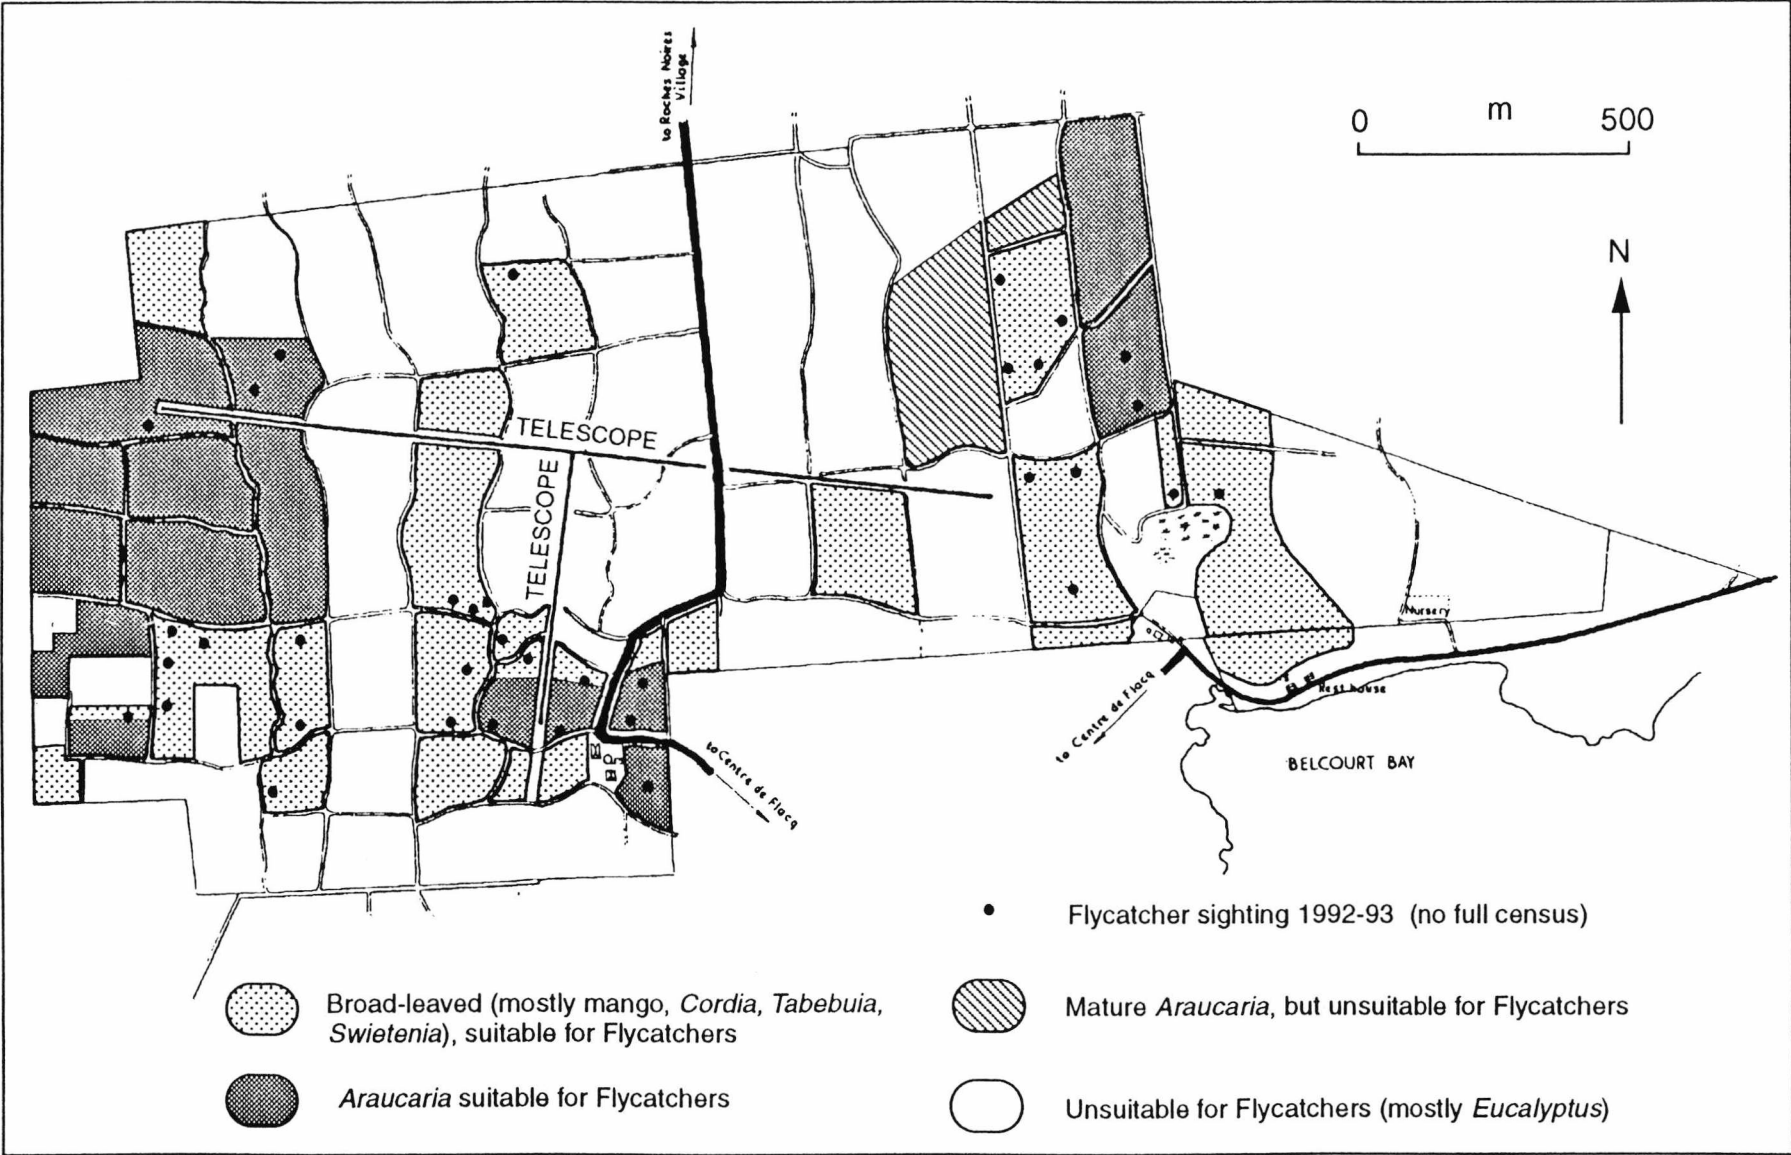 to Roches Noires
Village
0 m 500
N
TELESCOPE
TELESCOPE
Nursery
Rest house
to Centre de Flacq
to Centre de Flacq
BELCOURT BAY
Flycatcher sighting 1992-93 (no full census)
Broad-leaved (mostly mango, Cordia, Tabebuia,
Swietenia), suitable for Flycatchers
Mature Araucaria, but unsuitable for Flycatchers
Araucaria suitable for Flycatchers
Unsuitable for Flycatchers (mostly Eucalyptus)